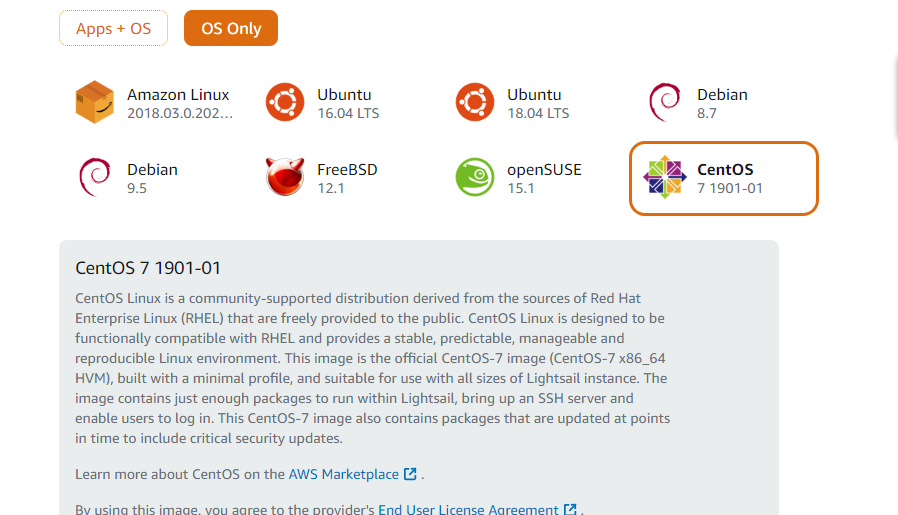 Apps + OS
OS Only
Amazon Linux
2018.03.0.202...
Ubuntu
16.04 LTS
Ubuntu
18.04 LTS
Debian
8.7
Debian
9.5
FreeBSD
12.1
openSUSE
15.1
CentOS
7 1901-01
CentOS 7 1901-01
CentOS Linux is a community-supported distribution derived from the sources of Red Hat
Enterprise Linux (RHEL) that are freely provided to the public. CentOS Linux is designed to be
functionally compatible with RHEL and provides a stable, predictable, manageable and
reproducible Linux environment. This image is the official CentOS-7 image (CentOS-7 x86_64
HVM), built with a minimal profile, and suitable for use with all sizes of Lightsail instance. The
image contains just enough packages to run within Lightsail, bring up an SSH server and
enable users to log in. This CentOS-7 image also contains packages that are updated at points
in time to include critical security updates.
Learn more about CentOS on the AWS Marketplace .
By using this image, you agree to the provider's End User License Agreement .